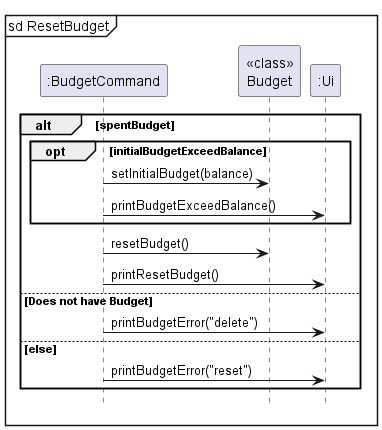 sd ResetBudget
«class»
:BudgetCommand Budget :Ui
alt [spentBudget]
opt [initialBudgetExceedBalance]
setInitialBudget(balance)
printBudgetExceedBalance()
resetBudget()
printResetBudget()
[Does not have Budget]
printBudgetError("delete")
[else]
printBudgetError("reset")